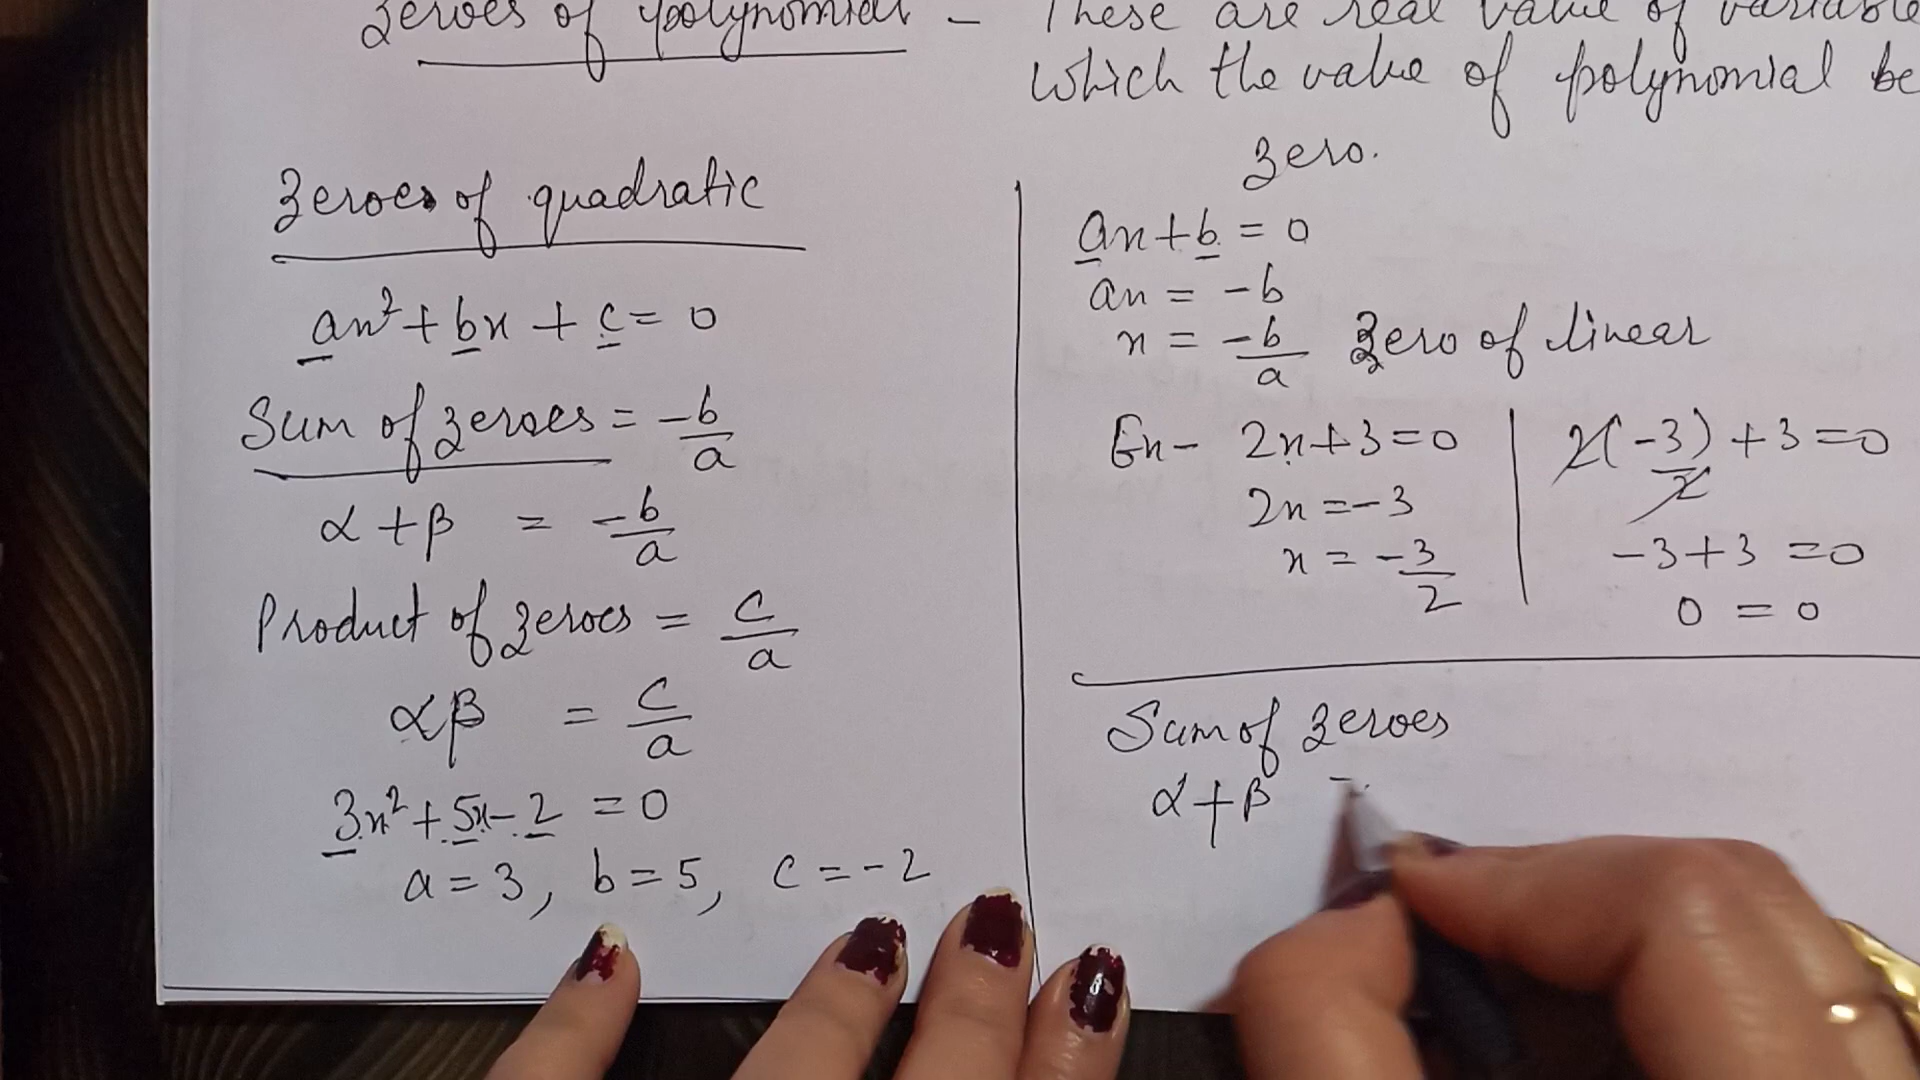 Zeroes of polynomial - These are real value of variable
which the value of polynomial be
zero.
Zeroes of quadratic
ax² + bx + c = 0
Sum of zeroes = -b/a
α + β = -b/a
Product of zeroes = c/a
αβ = c/a
3x² + 5x - 2 = 0
a = 3, b = 5, c = -2
ax + b = 0
ax = -b
x = -b/a Zero of linear
Ex- 2x + 3 = 0
2x = -3
x = -3/2
2(-3/2) + 3 = 0
-3 + 3 = 0
0 = 0
Sum of zeroes
α + β